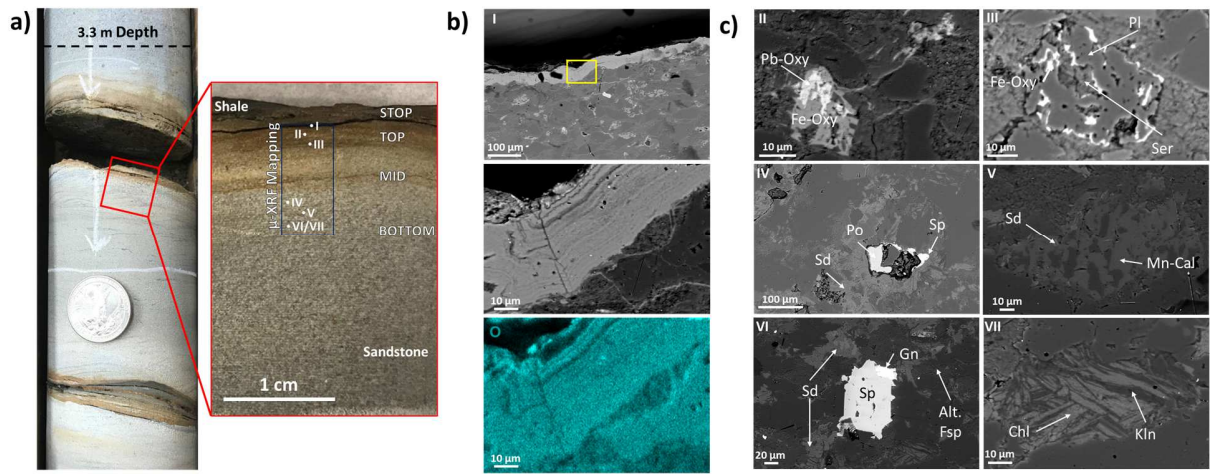 a)
3.3 m Depth
Shale
STOP
I
II
TOP
III
μ-XRF Mapping
MID
IV
V
VI/VII
BOTTOM
Sandstone
1 cm
b)
I
100 μm
10 μm
O
10 μm
c)
II
Pb-Oxy
Fe-Oxy
10 μm
III
Pl
Fe-Oxy
Ser
10 μm
IV
Po
Sp
Sd
100 μm
V
Sd
Mn-Cal
10 μm
VI
Gn
Sd
Sp
Alt.
Fsp
20 μm
VII
Chl
Kln
10 μm